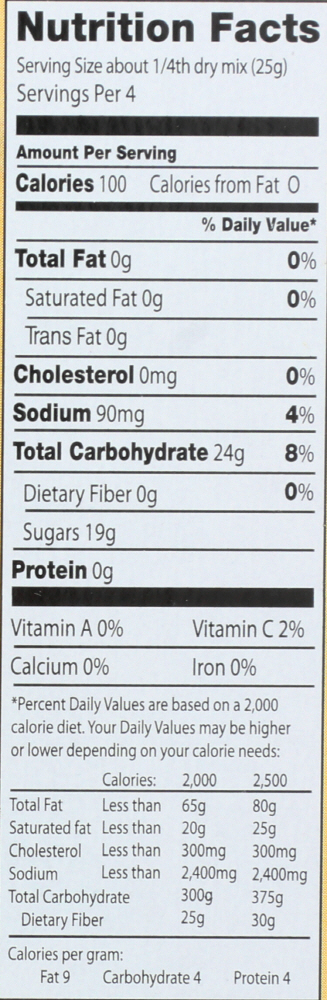 Nutrition Facts
Serving Size about 1/4th dry mix (25g)
Servings Per 4
Amount Per Serving
Calories 100 Calories from Fat O
% Daily Value*
Total Fat 0g 0%
Saturated Fat 0g 0%
Trans Fat 0g
Cholesterol 0mg 0%
Sodium 90mg 4%
Total Carbohydrate 24g 8%
Dietary Fiber 0g 0%
Sugars 19g
Protein 0g
Vitamin A 0% Vitamin C 2%
Calcium 0% Iron 0%
*Percent Daily Values are based on a 2,000
calorie diet. Your Daily Values may be higher
or lower depending on your calorie needs:
Calories: 2,000 2,500
Total Fat Less than 65g 80g
Saturated fat Less than 20g 25g
Cholesterol Less than 300mg 300mg
Sodium Less than 2,400mg 2,400mg
Total Carbohydrate 300g 375g
Dietary Fiber 25g 30g
Calories per gram:
Fat 9 Carbohydrate 4 Protein 4